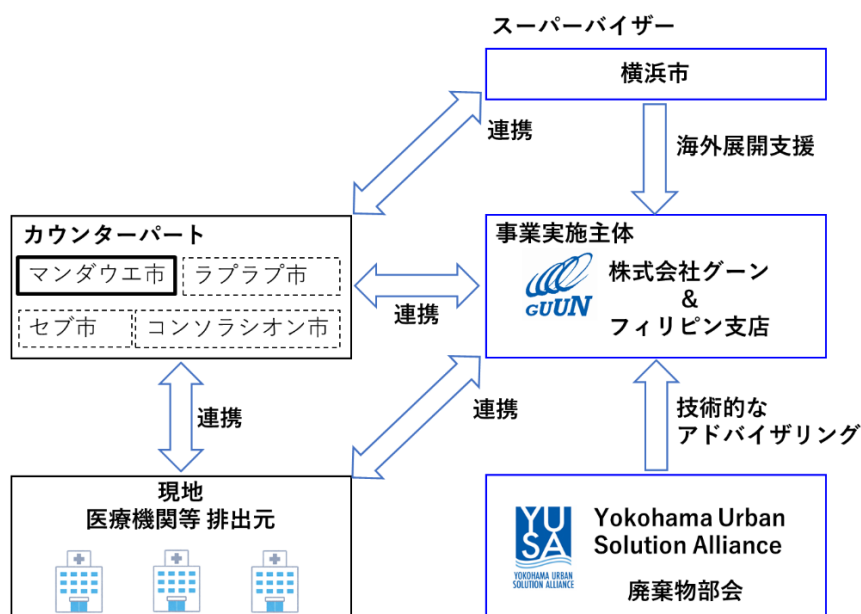 スーパーバイザー
横浜市
連携
海外展開支援
カウンターパート
マンダウエ市
ラプラプ市
セブ市
コンソラシオン市
連携
事業実施主体
GUUN
株式会社グーン
&
フィリピン支店
連携
連携
技術的な
アドバイザリング
現地
医療機関等 排出元
YU
SA
YOKOHAMA URBAN
SOLUTION ALLIANCE
Yokohama Urban
Solution Alliance
廃棄物部会